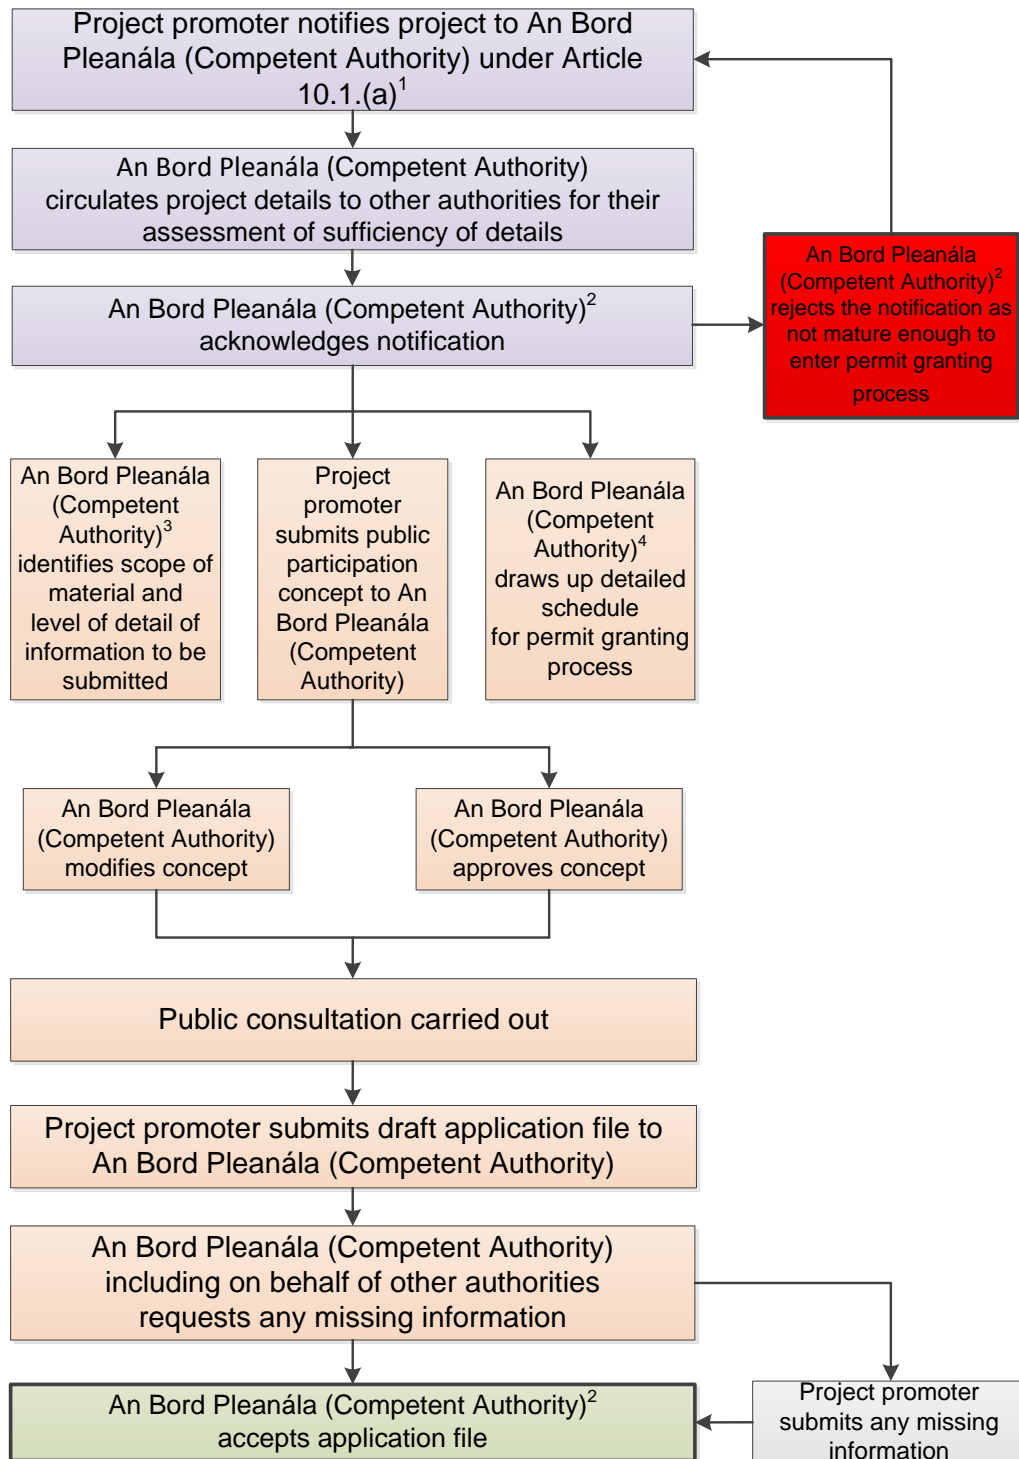 Project promoter notifies project to An Bord
Pleanála (Competent Authority) under Article
10.1.(a)1
An Bord Pleanála (Competent Authority)
circulates project details to other authorities for their
assessment of sufficiency of details
An Bord Pleanála (Competent Authority)2
acknowledges notification
An Bord Pleanála
(Competent Authority)2
rejects the notification as
not mature enough to
enter permit granting
process
An Bord Pleanála
(Competent
Authority)3
identifies scope of
material and
level of detail of
information to be
submitted
Project
promoter
submits public
participation
concept to An
Bord Pleanála
(Competent
Authority)
An Bord Pleanála
(Competent
Authority)4
draws up detailed
schedule
for permit granting
process
An Bord Pleanála
(Competent Authority)
modifies concept
An Bord Pleanála
(Competent Authority)
approves concept
Public consultation carried out
Project promoter submits draft application file to
An Bord Pleanála (Competent Authority)
An Bord Pleanála (Competent Authority)
including on behalf of other authorities
requests any missing information
An Bord Pleanála (Competent Authority)2
accepts application file
Project promoter
submits any missing
information